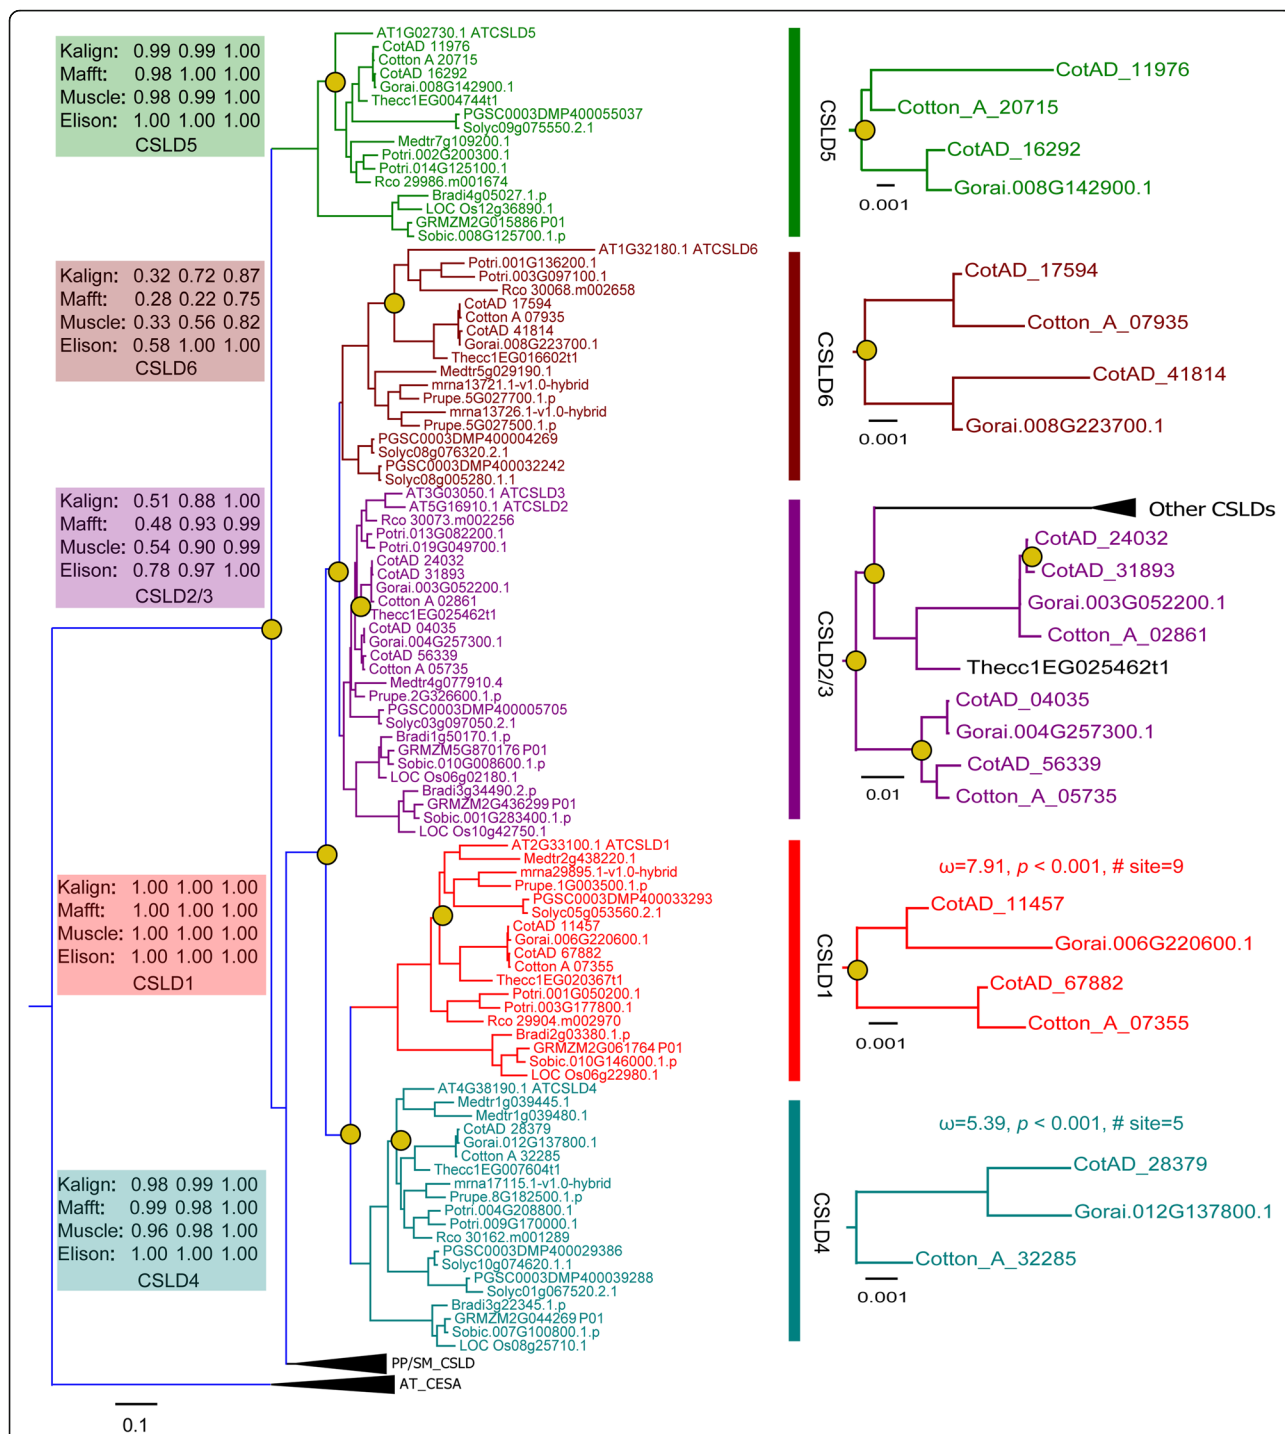 Kalign: 0.99 0.99 1.00
Mafft: 0.98 1.00 1.00
Muscle: 0.98 0.99 1.00
Elison: 1.00 1.00 1.00
CSLD5
Kalign: 0.32 0.72 0.87
Mafft: 0.28 0.22 0.75
Muscle: 0.33 0.56 0.82
Elison: 0.58 1.00 1.00
CSLD6
Kalign: 0.51 0.88 1.00
Mafft: 0.48 0.93 0.99
Muscle: 0.54 0.90 0.99
Elison: 0.78 0.97 1.00
CSLD2/3
Kalign: 1.00 1.00 1.00
Mafft: 1.00 1.00 1.00
Muscle: 1.00 1.00 1.00
Elison: 1.00 1.00 1.00
CSLD1
Kalign: 0.98 0.99 1.00
Mafft: 0.99 0.98 1.00
Muscle: 0.96 0.98 1.00
Elison: 1.00 1.00 1.00
CSLD4
AT1G02730.1 ATCSLD5
CotAD 11976
Cotton A 20715
CotAD 16292
Gorai.008G142900.1
Thecc1EG004744t1
PGSC0003DMP400055037
Solyc09g075550.2.1
Medtr7g109200.1
Potri.002G200300.1
Potri.014G125100.1
Rco 29986.m001674
Bradi4g05027.1.p
LOC Os12g36890.1
GRMZM2G015886 P01
Sobic.008G125700.1.p
AT1G32180.1 ATCSLD6
Potri.001G136200.1
Potri.003G097100.1
Rco 30068.m002658
CotAD 17594
Cotton A 07935
CotAD 41814
Gorai.008G223700.1
Thecc1EG016602t1
Medtr5g029190.1
mrna13721.1-v1.0-hybrid
Prupe.5G027700.1.p
mrna13726.1-v1.0-hybrid
Prupe.5G027500.1.p
PGSC0003DMP400004269
Solyc08g076320.2.1
PGSC0003DMP400032242
Solyc08g005280.1.1
AT3G03050.1 ATCSLD3
AT5G16910.1 ATCSLD2
Rco 30073.m002256
Potri.013G082200.1
Potri.019G049700.1
CotAD 24032
CotAD 31893
Gorai.003G052200.1
Cotton A 02861
Thecc1EG025462t1
CotAD 04035
Gorai.004G257300.1
CotAD 56339
Cotton A 05735
Medtr4g077910.4
Prupe.2G326600.1.p
PGSC0003DMP400005705
Solyc03g097050.2.1
Bradi1g50170.1.p
GRMZM5G870176 P01
Sobic.010G008600.1.p
LOC Os06g02180.1
Bradi3g34490.2.p
GRMZM2G436299 P01
Sobic.001G283400.1.p
LOC Os10g42750.1
AT2G33100.1 ATCSLD1
Medtr2g438220.1
mrna29895.1-v1.0-hybrid
Prupe.1G003500.1.p
PGSC0003DMP400033293
Solyc05g053560.2.1
CotAD 11457
Gorai.006G220600.1
CotAD 67882
Cotton A 07355
Thecc1EG020367t1
Potri.001G050200.1
Potri.003G177800.1
Rco 29904.m002970
Bradi2g03380.1.p
GRMZM2G061764 P01
Sobic.010G146000.1.p
LOC Os06g22980.1
AT4G38190.1 ATCSLD4
Medtr1g039445.1
Medtr1g039480.1
CotAD 28379
Gorai.012G137800.1
Cotton A 32285
Thecc1EG007604t1
mrna17115.1-v1.0-hybrid
Prupe.8G182500.1.p
Potri.004G208800.1
Potri.009G170000.1
Rco 30162.m001289
PGSC0003DMP400029386
Solyc10g074620.1.1
PGSC0003DMP400039288
Solyc01g067520.2.1
Bradi3g22345.1.p
GRMZM2G044269 P01
Sobic.007G100800.1.p
LOC Os08g25710.1
PP/SM_CSLD
AT_CESA
0.1
CSLD5
CotAD_11976
Cotton_A_20715
CotAD_16292
Gorai.008G142900.1
0.001
CSLD6
CotAD_17594
Cotton_A_07935
CotAD_41814
Gorai.008G223700.1
0.001
CSLD2/3
Other CSLDs
CotAD_24032
CotAD_31893
Gorai.003G052200.1
Cotton_A_02861
Thecc1EG025462t1
CotAD_04035
Gorai.004G257300.1
CotAD_56339
Cotton_A_05735
0.01
CSLD1
ω=7.91, p < 0.001, # site=9
CotAD_11457
Gorai.006G220600.1
CotAD_67882
Cotton_A_07355
0.001
CSLD4
ω=5.39, p < 0.001, # site=5
CotAD_28379
Gorai.012G137800.1
Cotton_A_32285
0.001